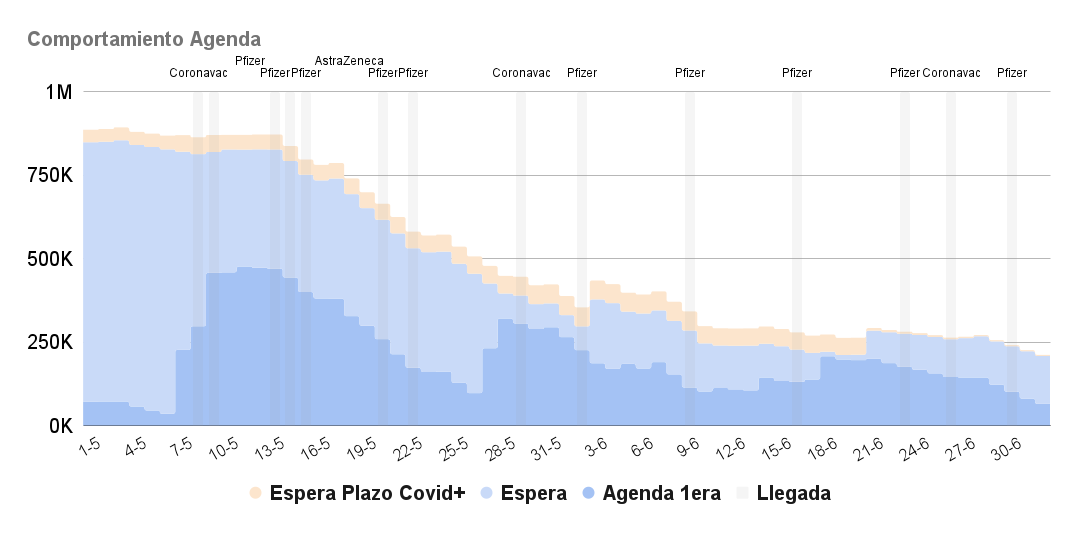 Comportamiento Agenda
Pfizer AstraZeneca
Coronavac PfizerPfizer PfizerPfizer Coronavac Pfizer Pfizer Pfizer Pfizer Coronavac Pfizer
1M
750K
500K
250K
0K
1-5 4-5 7-5 10-5 13-5 16-5 19-5 22-5 25-5 28-5 31-5 3-6 6-6 9-6 12-6 15-6 18-6 21-6 24-6 27-6 30-6
Espera Plazo Covid+ Espera Agenda 1era Llegada